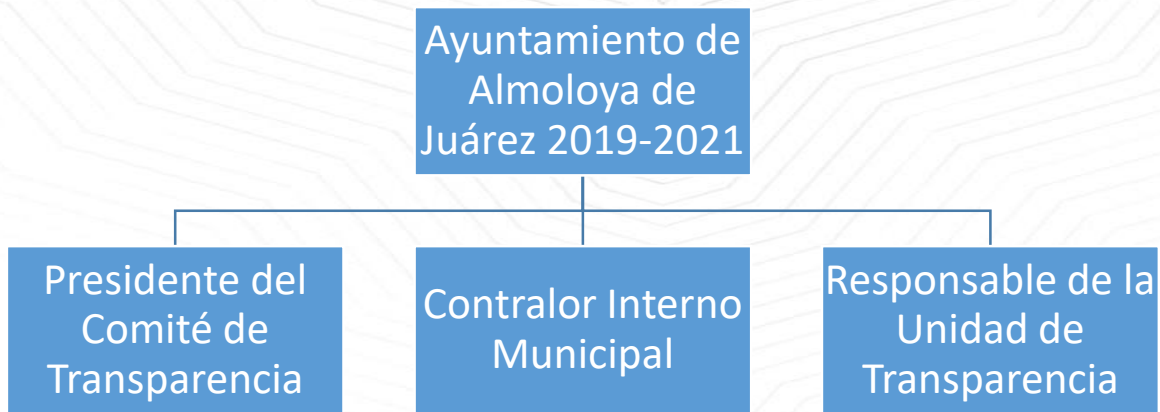 Ayuntamiento de
Almoloya de
Juárez 2019-2021
Presidente del
Comité de
Transparencia
Contralor Interno
Municipal
Responsable de la
Unidad de
Transparencia